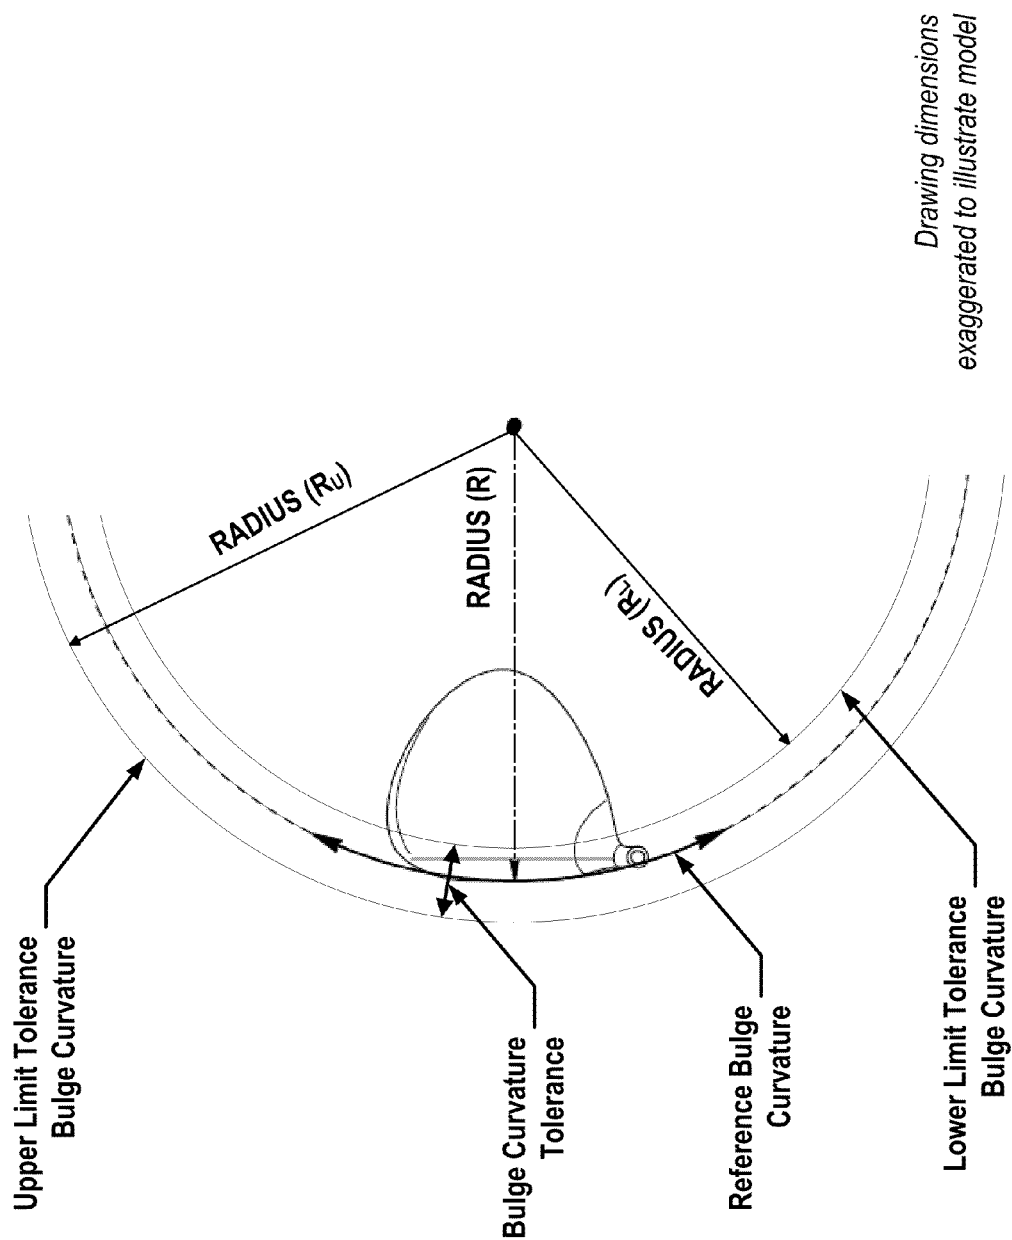 Upper Limit Tolerance
Bulge Curvature
Bulge Curvature
Tolerance
Reference Bulge
Curvature
Lower Limit Tolerance
Bulge Curvature
RADIUS (RU)
RADIUS (R)
RADIUS (RL)
Drawing dimensions
exaggerated to illustrate model